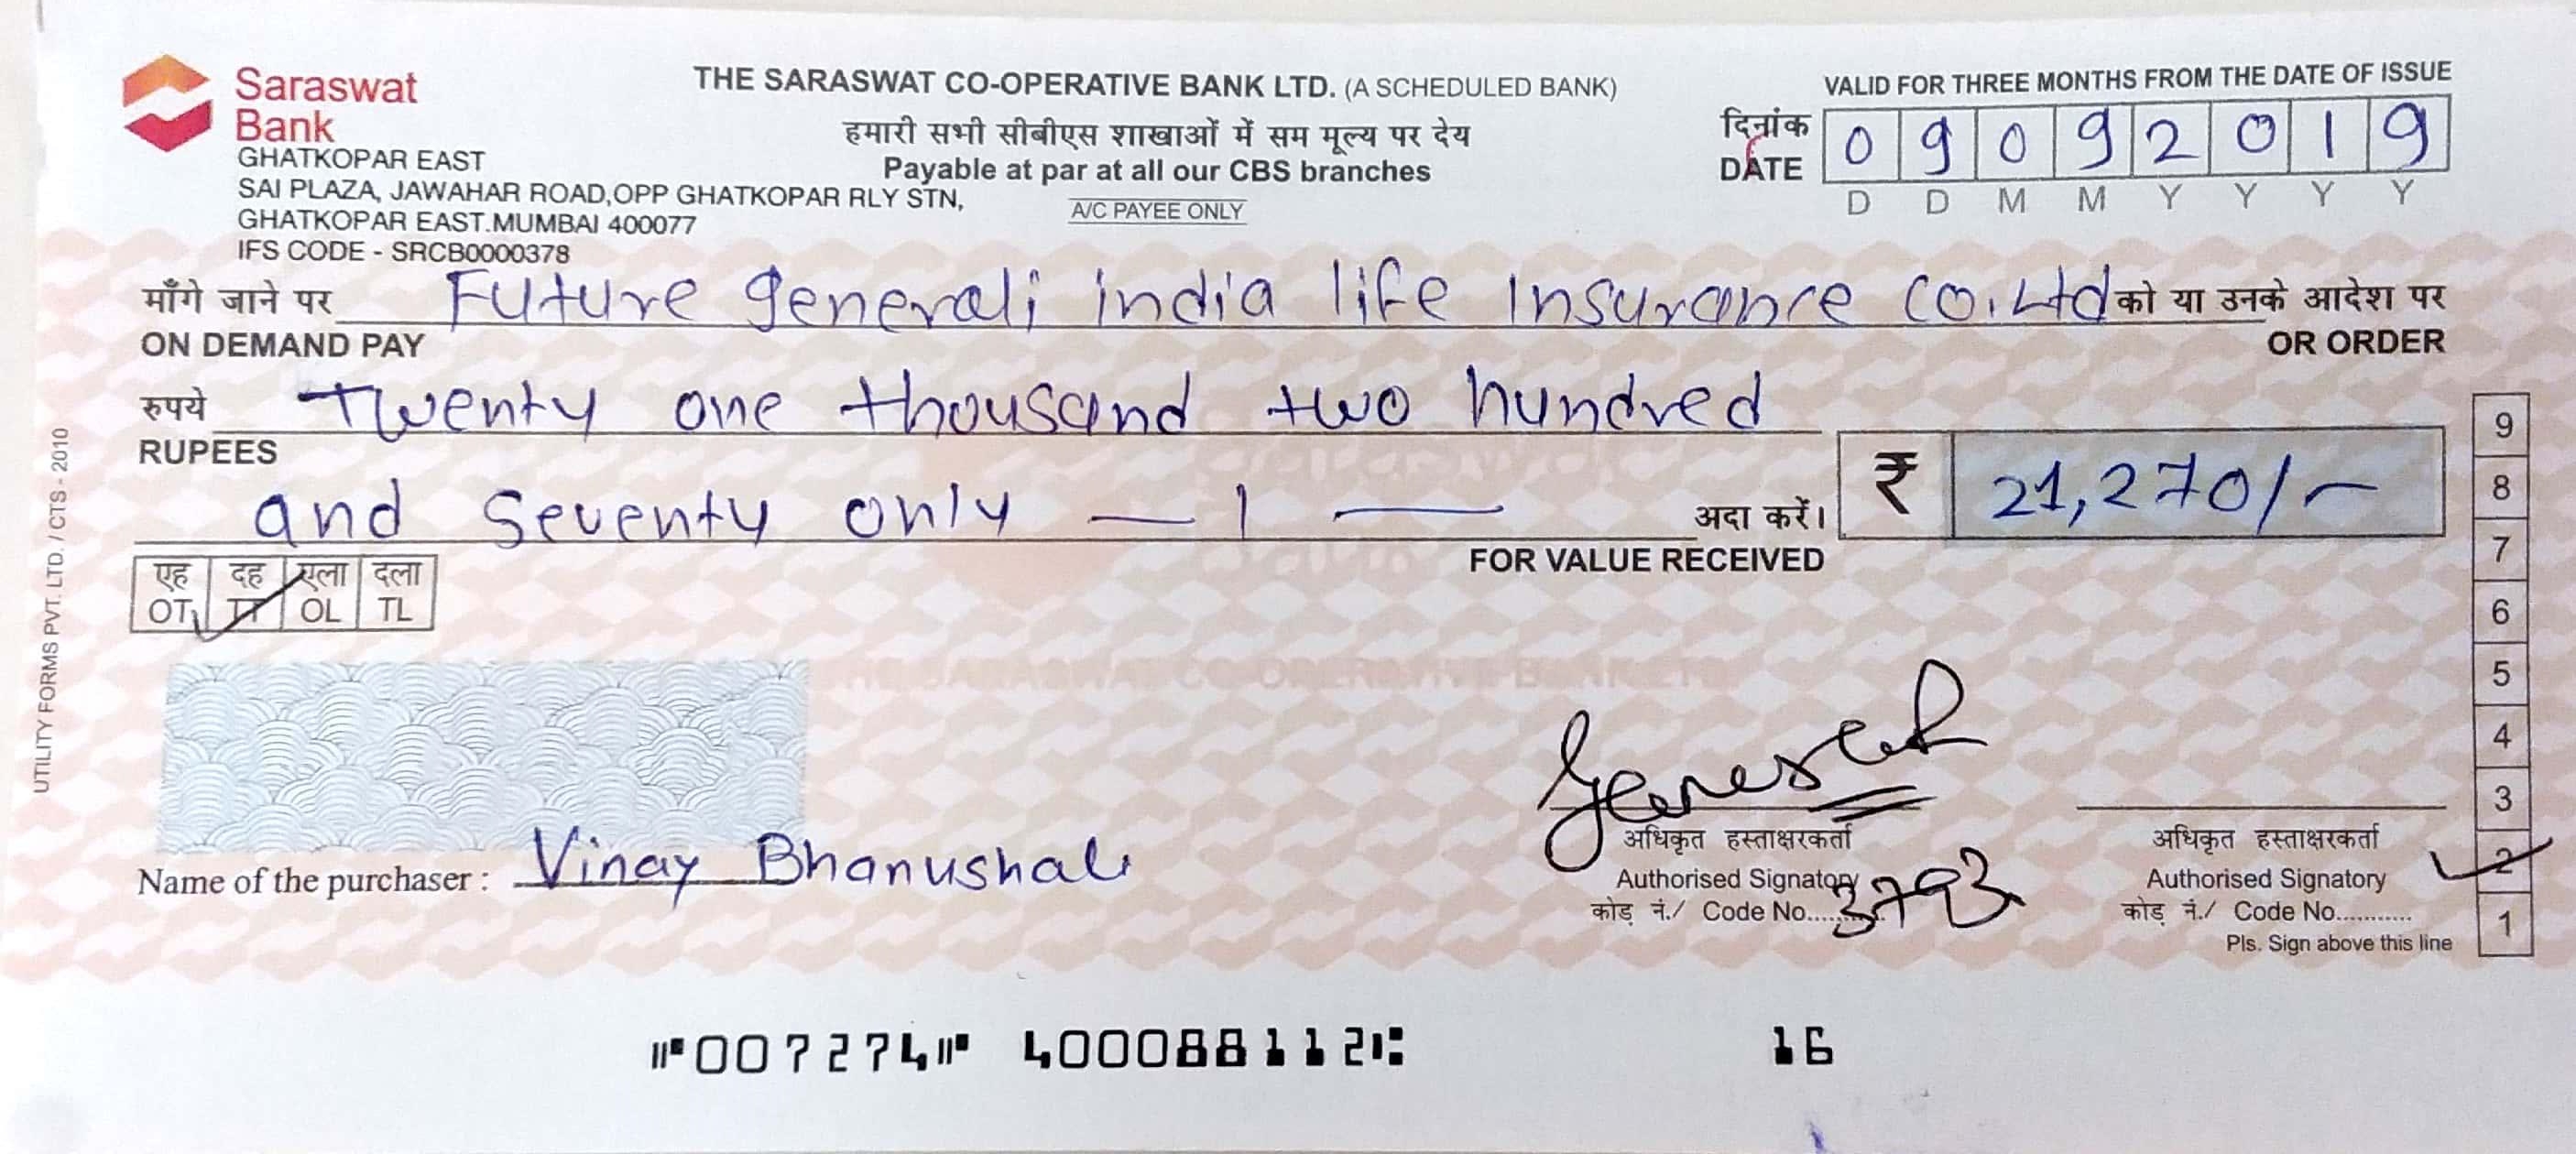 Saraswat
Bank
GHATKOPAR EAST
SAI PLAZA, JAWAHAR ROAD,OPP GHATKOPAR RLY STN,
GHATKOPAR EAST.MUMBAI 400077
IFS CODE - SRCB0000378
THE SARASWAT CO-OPERATIVE BANK LTD. (A SCHEDULED BANK)
हमारी सभी सीबीएस शाखाओं में सम मूल्य पर देय
Payable at par at all our CBS branches
A/C PAYEE ONLY
VALID FOR THREE MONTHS FROM THE DATE OF ISSUE
दिनांक
DATE 0 9 0 9 2 0 1 9
D D M M Y Y Y Y
माँगे जाने पर Future generali india life Insurance co. Ltd को या उनके आदेश पर
ON DEMAND PAY OR ORDER
रुपये Twenty one thousand two hundred
RUPEES
and Seventy only — 1 — अदा करें। ₹ 21,270/-
FOR VALUE RECEIVED
एह दह एला दला
OT TT OL TL
9
8
7
6
5
4
3
2
1
UTILITY FORMS PVT. LTD. / CTS - 2010
THE SARASWAT CO-OPERATIVE BANK LTD
Name of the purchaser : Vinay Bhanushali
अधिकृत हस्ताक्षरकर्ता
Authorised Signatory
कोड़ नं./ Code No..... 3793
अधिकृत हस्ताक्षरकर्ता
Authorised Signatory
कोड़ नं./ Code No...........
Pls. Sign above this line
⑈007274⑈ 400088112⑆ 16